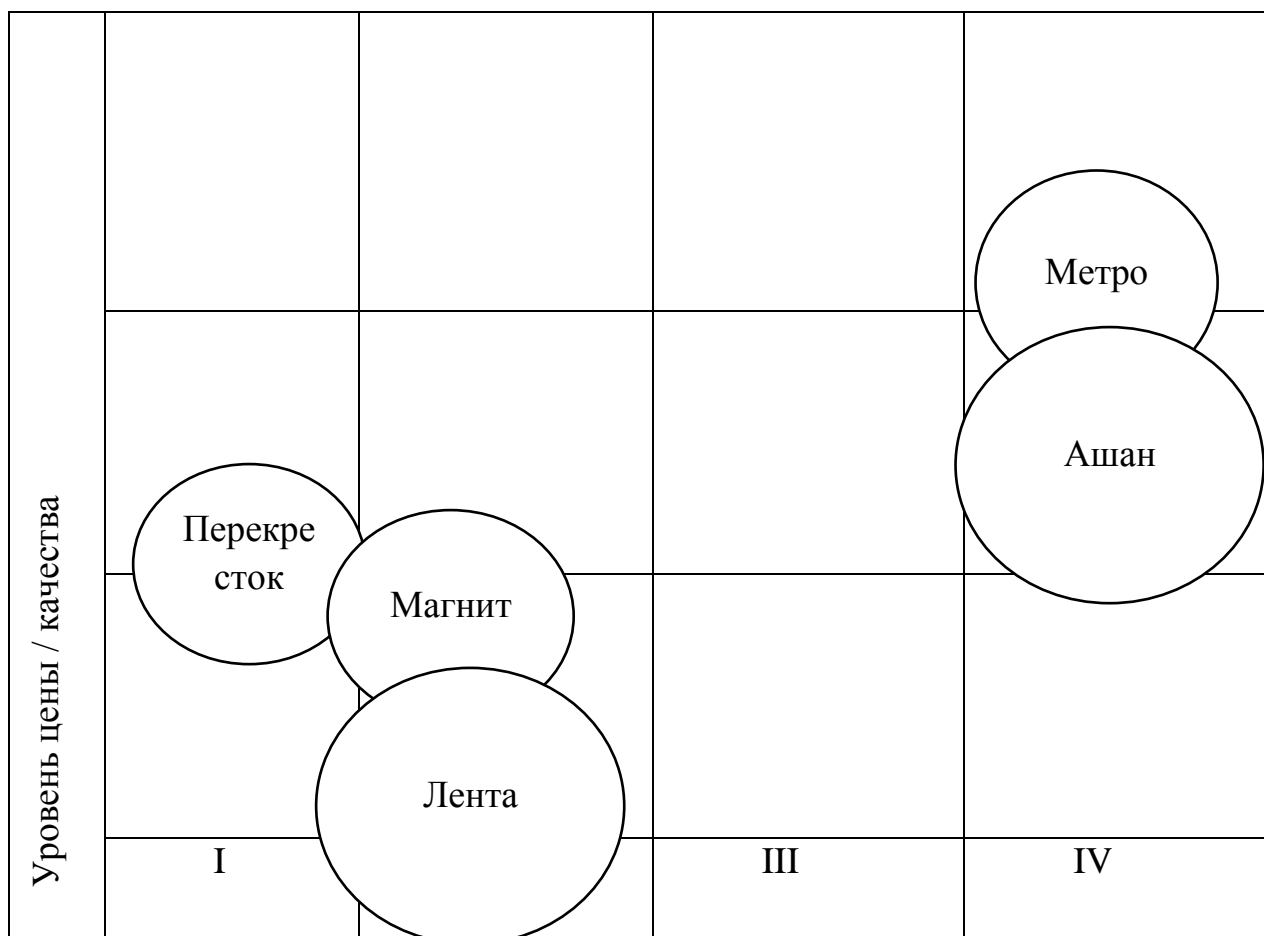 Уровень цены / качества
Метро
Ашан
Перекре
сток
Магнит
Лента
I
III
IV